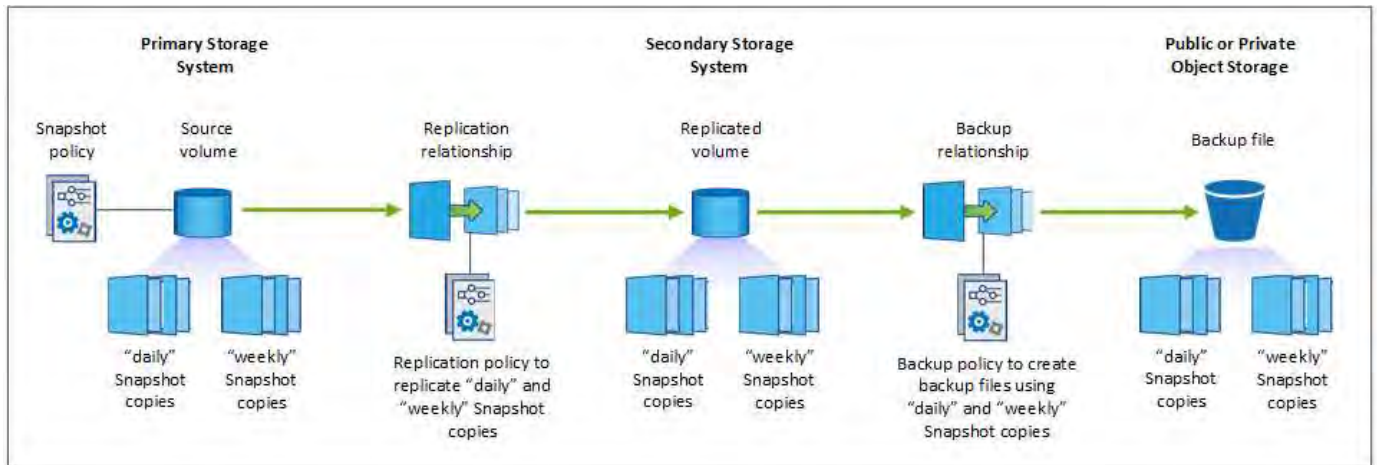 Primary Storage
System
Secondary Storage
System
Public or Private
Object Storage
Snapshot
policy
Source
volume
Replication
relationship
Replicated
volume
Backup
relationship
Backup file
“daily”
Snapshot
copies
“weekly”
Snapshot
copies
Replication policy to
replicate “daily” and
“weekly” Snapshot
copies
“daily”
Snapshot
copies
“weekly”
Snapshot
copies
Backup policy to create
backup files using
“daily” and “weekly”
Snapshot copies
“daily”
Snapshot
copies
“weekly”
Snapshot
copies